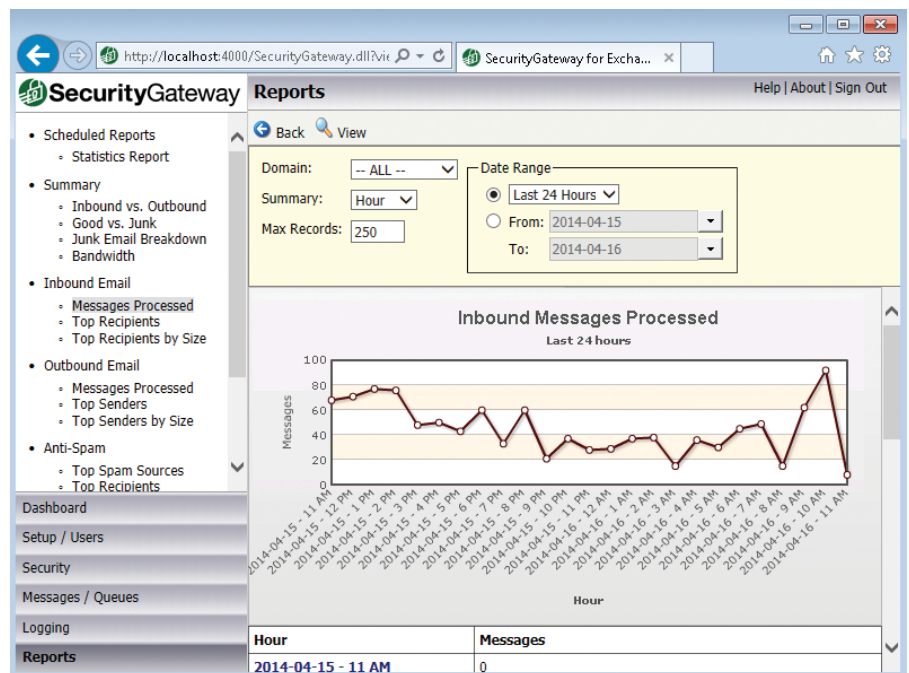 http://localhost:4000/SecurityGateway.dll?vie
SecurityGateway for Excha...
SecurityGateway
Reports
Help | About | Sign Out
Back
View
Scheduled Reports
Statistics Report
Summary
Inbound vs. Outbound
Good vs. Junk
Junk Email Breakdown
Bandwidth
Inbound Email
Messages Processed
Top Recipients
Top Recipients by Size
Outbound Email
Messages Processed
Top Senders
Top Senders by Size
Anti-Spam
Top Spam Sources
Top Recipients
Dashboard
Setup / Users
Security
Messages / Queues
Logging
Reports
Domain: -- ALL --
Summary: Hour
Max Records: 250
Date Range
Last 24 Hours
From: 2014-04-15
To: 2014-04-16
Inbound Messages Processed
Last 24 hours
Messages
100
80
60
40
20
0
2014-04-15 - 11 AM
2014-04-15 - 12 PM
2014-04-15 - 1 PM
2014-04-15 - 2 PM
2014-04-15 - 3 PM
2014-04-15 - 4 PM
2014-04-15 - 5 PM
2014-04-15 - 6 PM
2014-04-15 - 7 PM
2014-04-15 - 8 PM
2014-04-15 - 9 PM
2014-04-15 - 10 PM
2014-04-15 - 11 PM
2014-04-16 - 12 AM
2014-04-16 - 1 AM
2014-04-16 - 2 AM
2014-04-16 - 3 AM
2014-04-16 - 4 AM
2014-04-16 - 5 AM
2014-04-16 - 6 AM
2014-04-16 - 7 AM
2014-04-16 - 8 AM
2014-04-16 - 9 AM
2014-04-16 - 10 AM
2014-04-16 - 11 AM
Hour
Hour Messages
2014-04-15 - 11 AM 0